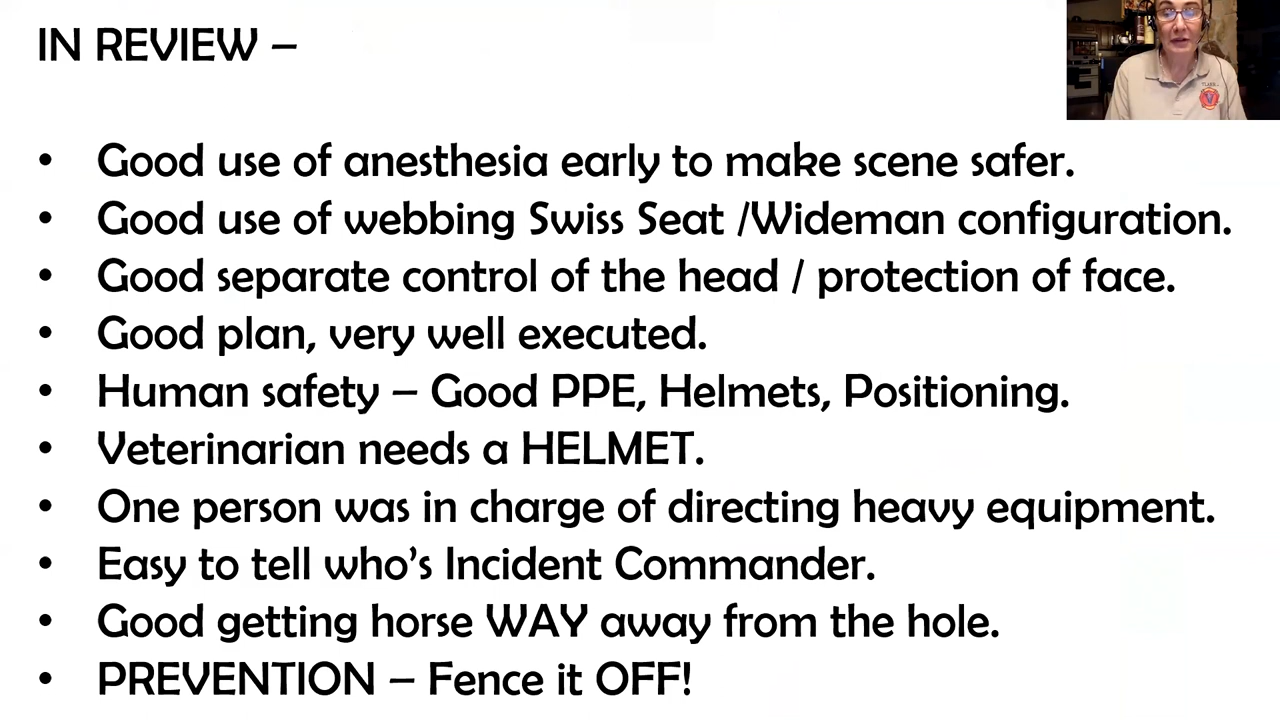 IN REVIEW –
• Good use of anesthesia early to make scene safer.
• Good use of webbing Swiss Seat /Wideman configuration.
• Good separate control of the head / protection of face.
• Good plan, very well executed.
• Human safety – Good PPE, Helmets, Positioning.
• Veterinarian needs a HELMET.
• One person was in charge of directing heavy equipment.
• Easy to tell who’s Incident Commander.
• Good getting horse WAY away from the hole.
• PREVENTION – Fence it OFF!